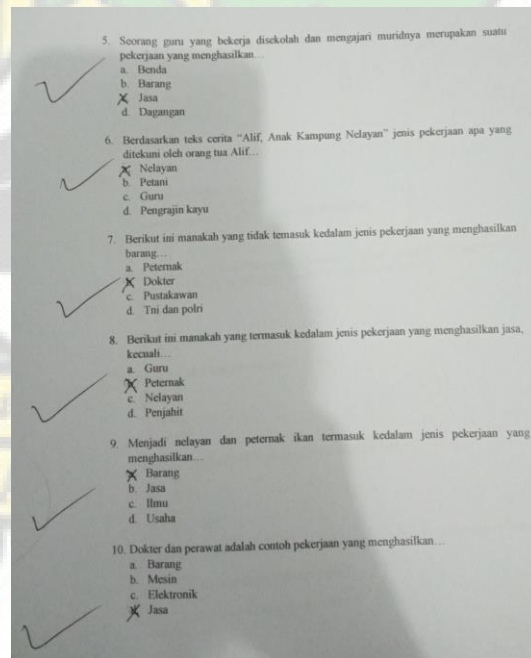 5. Seorang guru yang bekerja disekolah dan mengajari muridnya merupakan suatu
pekerjaan yang menghasilkan…
a. Benda
b. Barang
c. Jasa
d. Dagangan
6. Berdasarkan teks cerita “Alif, Anak Kampung Nelayan” jenis pekerjaan apa yang
ditekuni oleh orang tua Alif…
a. Nelayan
b. Petani
c. Guru
d. Pengrajin kayu
7. Berikut ini manakah yang tidak temasuk kedalam jenis pekerjaan yang menghasilkan
barang…
a. Peternak
b. Dokter
c. Pustakawan
d. Tni dan polri
8. Berikut ini manakah yang termasuk kedalam jenis pekerjaan yang menghasilkan jasa,
kecuali…
a. Guru
b. Peternak
c. Nelayan
d. Penjahit
9. Menjadi nelayan dan peternak ikan termasuk kedalam jenis pekerjaan yang
menghasilkan…
a. Barang
b. Jasa
c. Ilmu
d. Usaha
10. Dokter dan perawat adalah contoh pekerjaan yang menghasilkan…
a. Barang
b. Mesin
c. Elektronik
d. Jasa